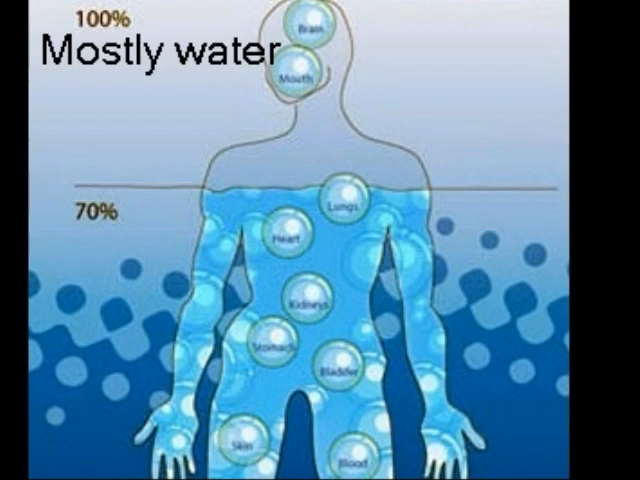 100%
Mostly water
Brain
Mouth
70%
Lungs
Heart
Kidneys
Stomach
Bladder
Skin
Blood